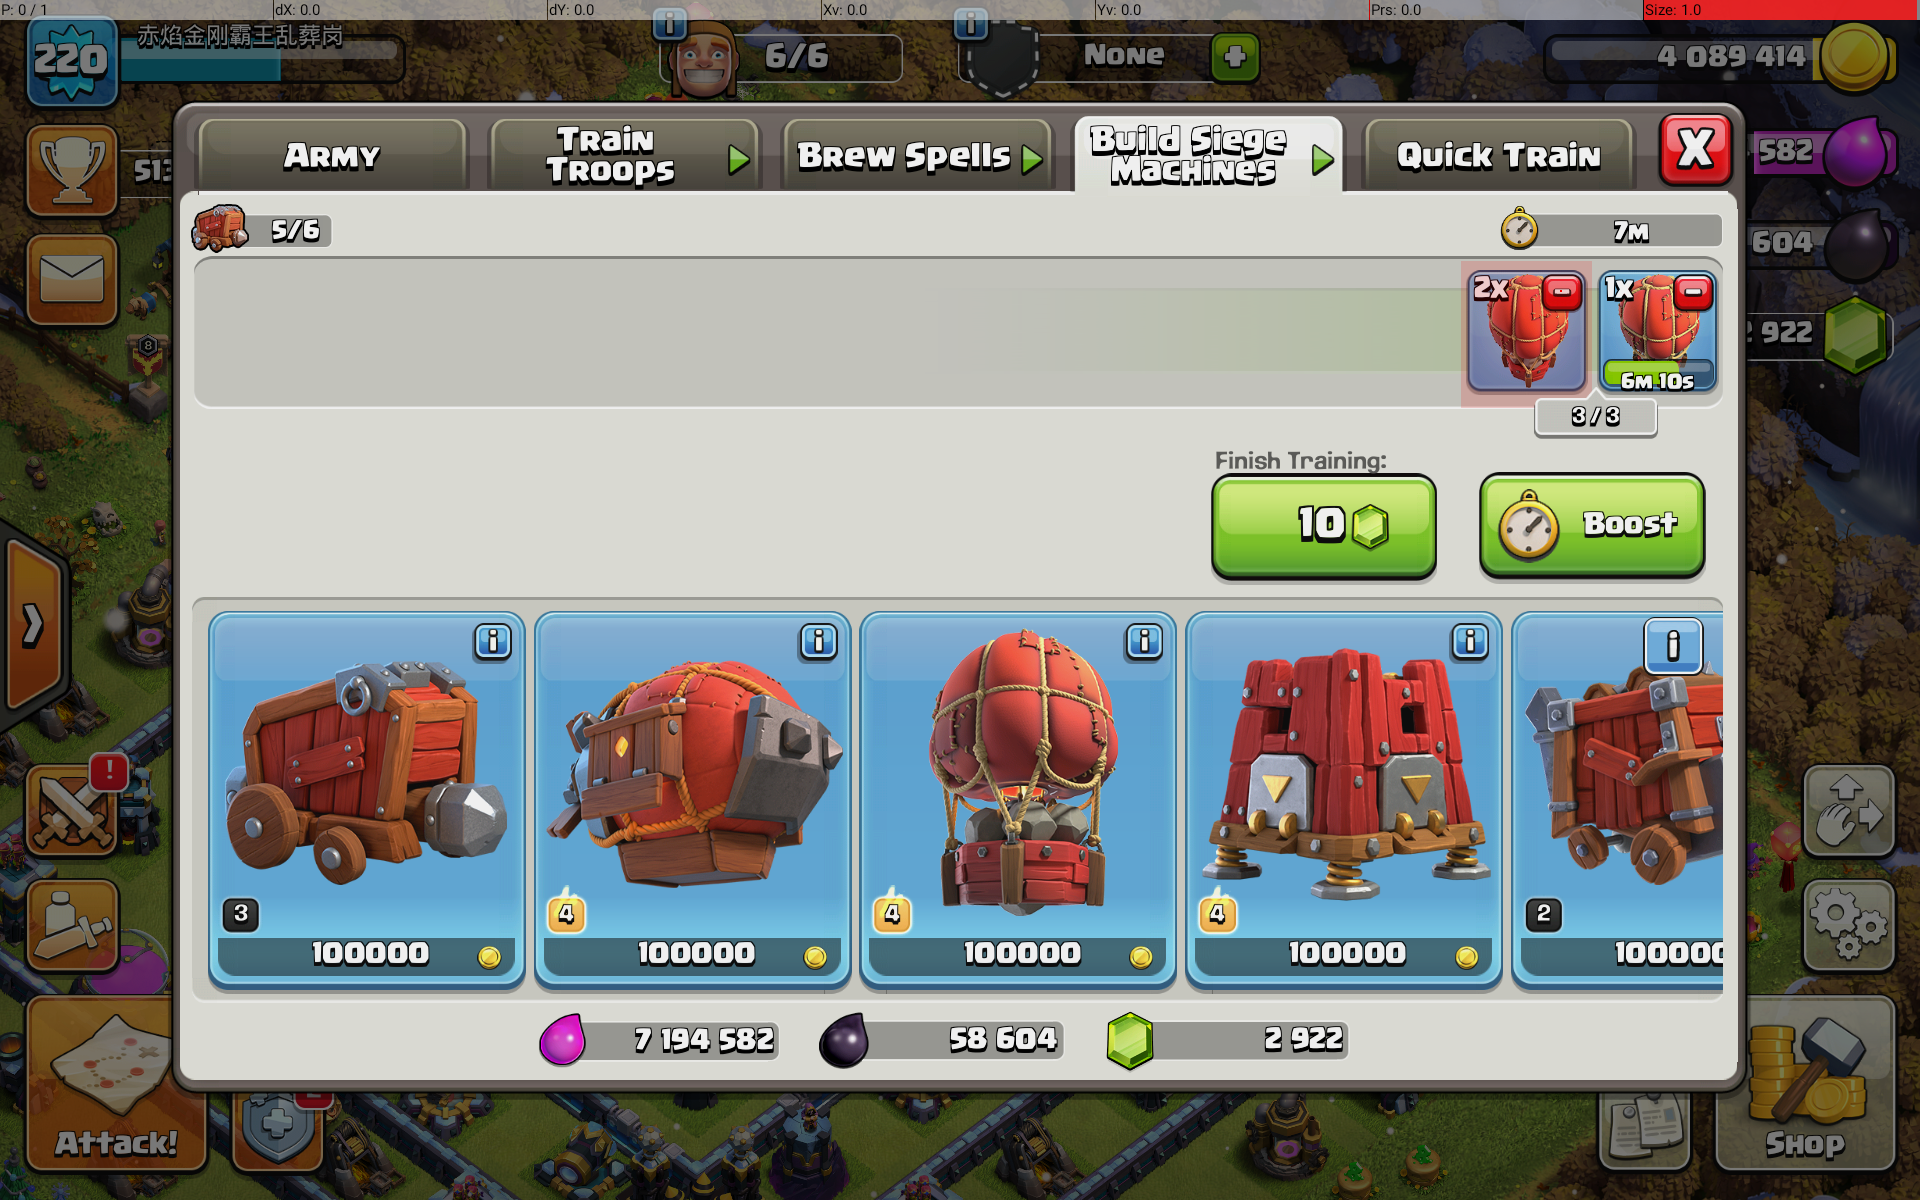 P: 0 / 1
dX: 0.0
dY: 0.0
Xv: 0.0
Yv: 0.0
Prs: 0.0
Size: 1.0
220
赤焰金刚霸王乱葬岗
6/6
None
4 089 414
513
582
604
2 922
8
Army
Train
Troops
Brew Spells
Build Siege
Machines
Quick Train
X
5/6
7M
2x
1x
6M 10s
3 / 3
Finish Training:
10
Boost
i
i
i
i
i
3
4
4
4
2
100000
100000
100000
100000
100000
7 194 582
58 604
2 922
!
Attack!
Shop